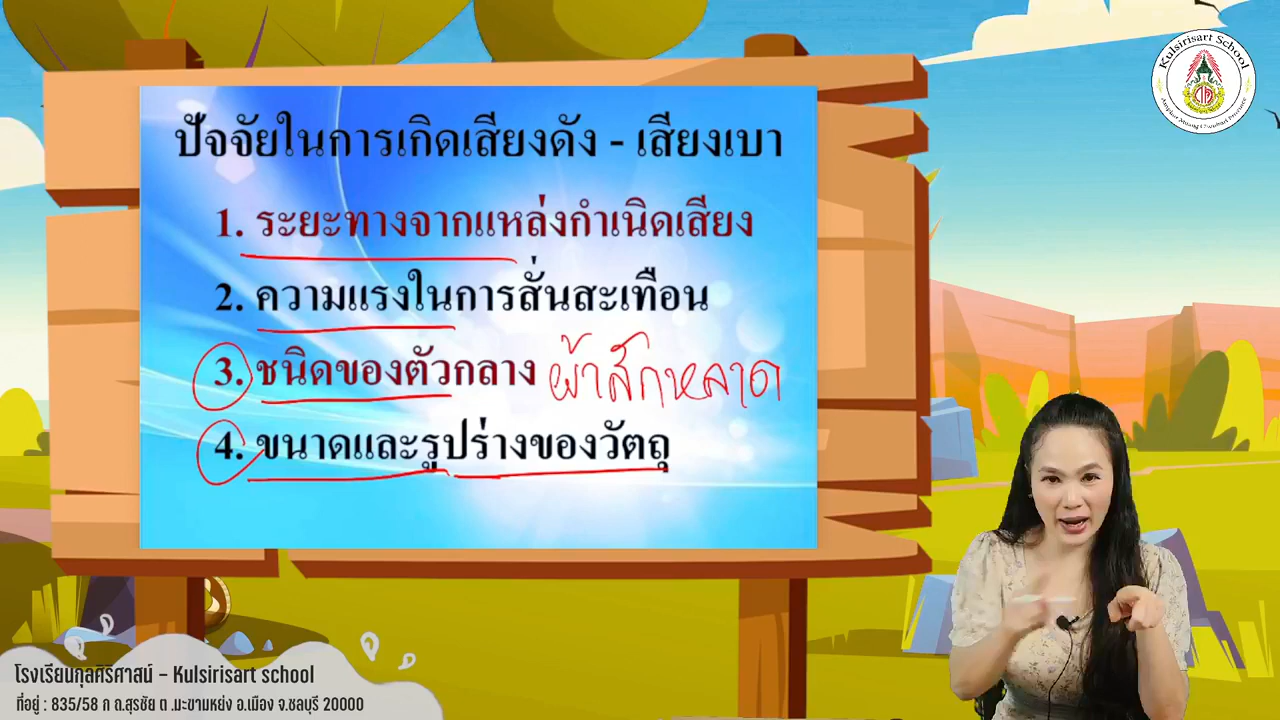 ปัจจัยในการเกิดเสียงดัง - เสียงเบา
1. ระยะทางจากแหล่งกำเนิดเสียง
2. ความแรงในการสั่นสะเทือน
3. ชนิดของตัวกลาง ผ้าสักหลาด
4. ขนาดและรูปร่างของวัตถุ
Kulsirisart School
โรงเรียนกุลศิริศาสน์ - Kulsirisart school
ที่อยู่ : 835/58 ก ถ.สุรชัย ต .มะขามหย่ง อ.เมือง จ.ชลบุรี 20000